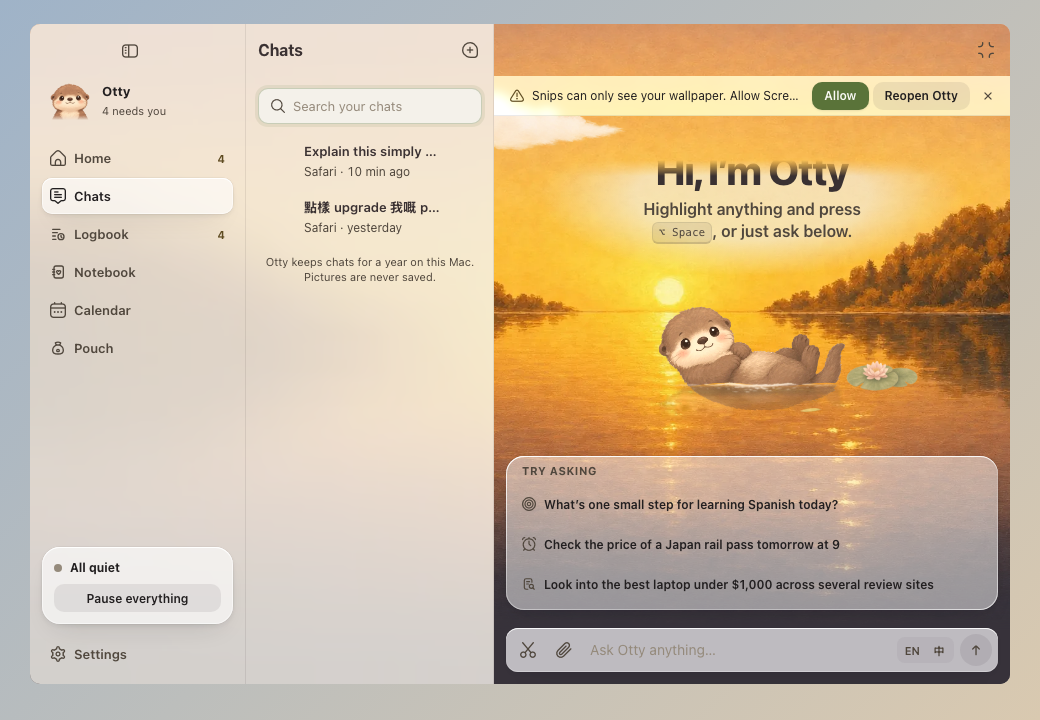 Chats
Otty
4 needs you
Home 4
Chats
Logbook 4
Notebook
Calendar
Pouch
All quiet
Pause everything
Settings
Search your chats
Explain this simply ...
Safari · 10 min ago
點樣 upgrade 我嘅 p...
Safari · yesterday
Otty keeps chats for a year on this Mac.
Pictures are never saved.
Snips can only see your wallpaper. Allow Scre... Allow Reopen Otty
Hi, I'm Otty
Highlight anything and press
⌥ Space, or just ask below.
TRY ASKING
What's one small step for learning Spanish today?
Check the price of a Japan rail pass tomorrow at 9
Look into the best laptop under $1,000 across several review sites
Ask Otty anything... EN 中